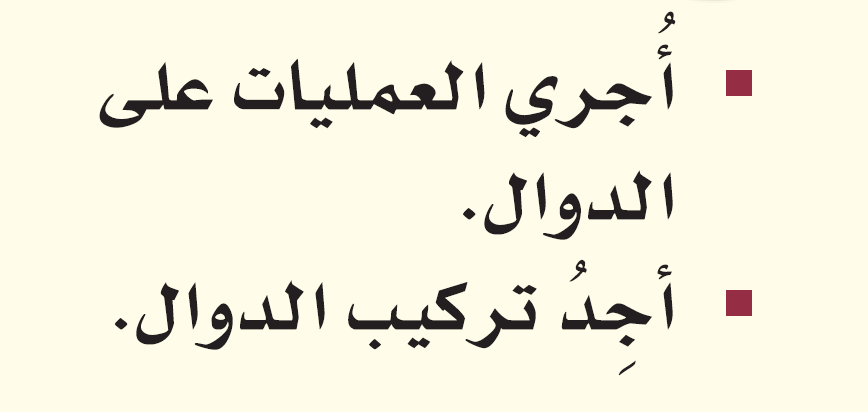 أُجري العمليات على
الدوال.
أجِدُ تركيب الدوال.